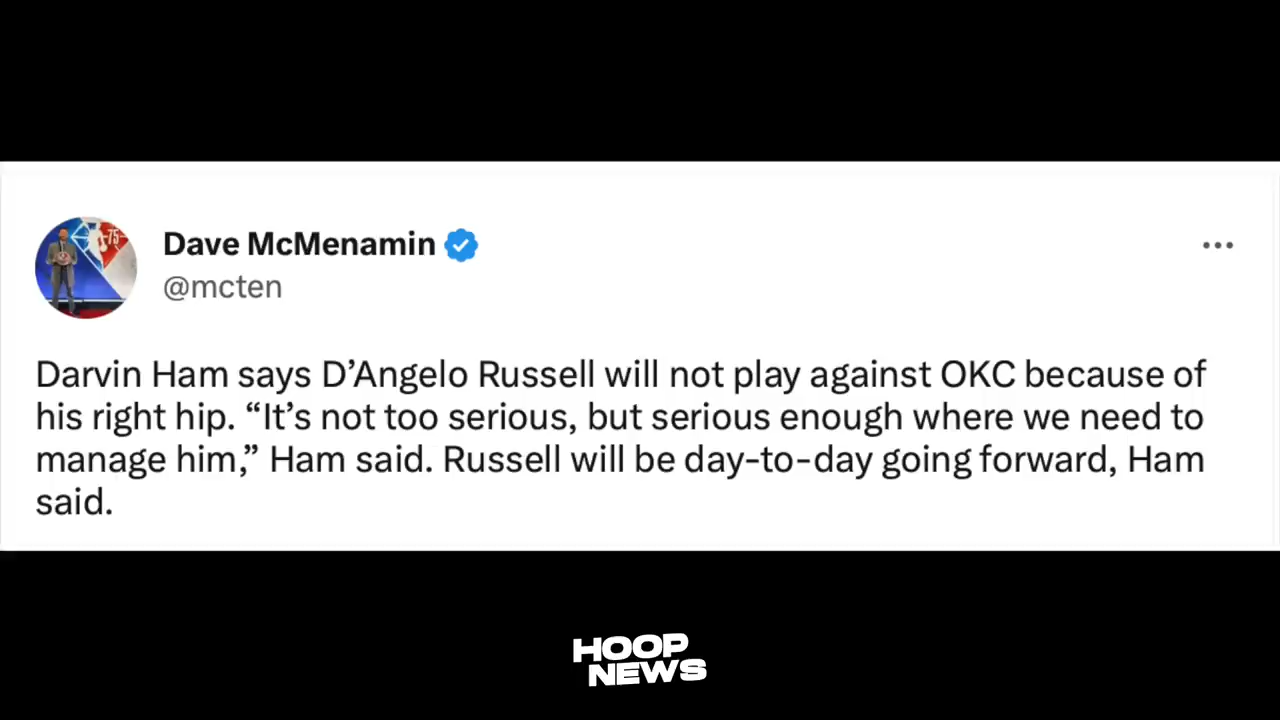 75
Dave McMenamin
@mcten
Darvin Ham says D’Angelo Russell will not play against OKC because of
his right hip. “It’s not too serious, but serious enough where we need to
manage him,” Ham said. Russell will be day-to-day going forward, Ham
said.
HOOP
NEWS